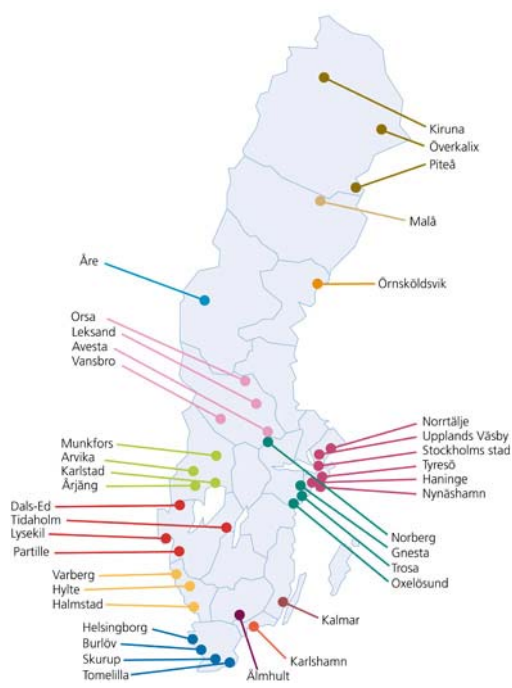 Kiruna
Överkalix
Piteå
Malå
Åre
Örnsköldsvik
Orsa
Leksand
Avesta
Vansbro
Norrtälje
Upplands Väsby
Stockholms stad
Tyresö
Haninge
Nynäshamn
Munkfors
Arvika
Karlstad
Årjäng
Dals-Ed
Tidaholm
Lysekil
Partille
Norberg
Gnesta
Trosa
Oxelösund
Varberg
Hylte
Halmstad
Kalmar
Helsingborg
Burlöv
Skurup
Tomelilla
Karlshamn
Älmhult